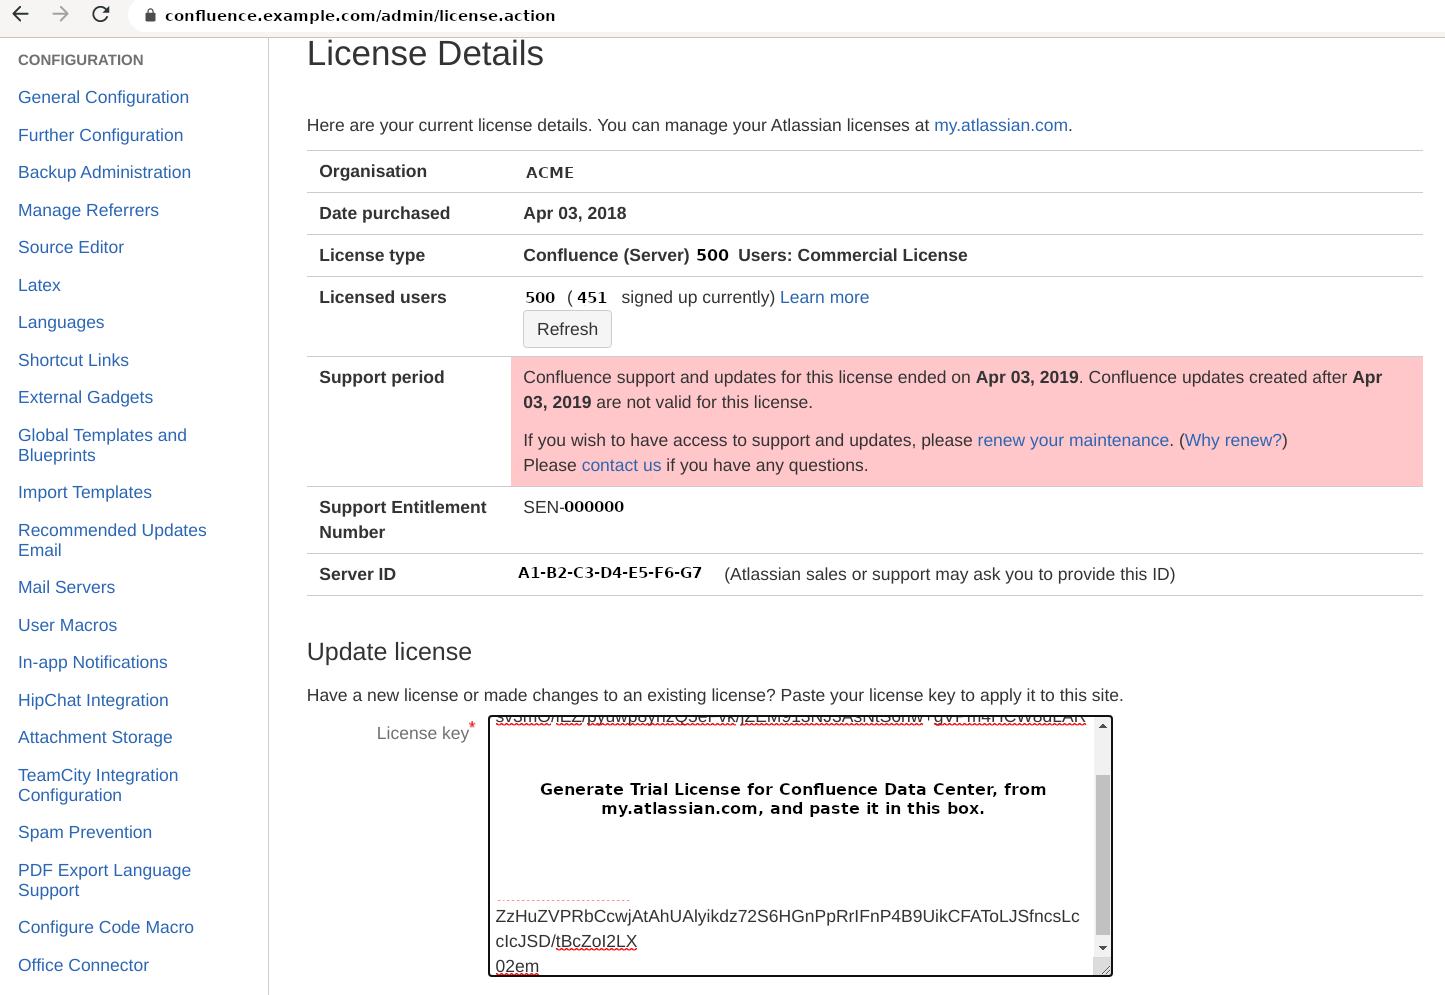 confluence.example.com/admin/license.action
CONFIGURATION
General Configuration
Further Configuration
Backup Administration
Manage Referrers
Source Editor
Latex
Languages
Shortcut Links
External Gadgets
Global Templates and
Blueprints
Import Templates
Recommended Updates
Email
Mail Servers
User Macros
In-app Notifications
HipChat Integration
Attachment Storage
TeamCity Integration
Configuration
Spam Prevention
PDF Export Language
Support
Configure Code Macro
Office Connector
License Details
Here are your current license details. You can manage your Atlassian licenses at my.atlassian.com.
Organisation ACME
Date purchased Apr 03, 2018
License type Confluence (Server) 500 Users: Commercial License
Licensed users 500 ( 451 signed up currently) Learn more
Refresh
Support period Confluence support and updates for this license ended on Apr 03, 2019. Confluence updates created after Apr
03, 2019 are not valid for this license.
If you wish to have access to support and updates, please renew your maintenance. (Why renew?)
Please contact us if you have any questions.
Support Entitlement SEN-000000
Number
Server ID A1-B2-C3-D4-E5-F6-G7 (Atlassian sales or support may ask you to provide this ID)
Update license
Have a new license or made changes to an existing license? Paste your license key to apply it to this site.
License key*
Generate Trial License for Confluence Data Center, from
my.atlassian.com, and paste it in this box.
ZzHuZVPRbCcwjAtAhUAlyikdz72S6HGnPpRrIFnP4B9UikCFAToLJSfncsLc
cIcJSD/tBcZoI2LX
02em